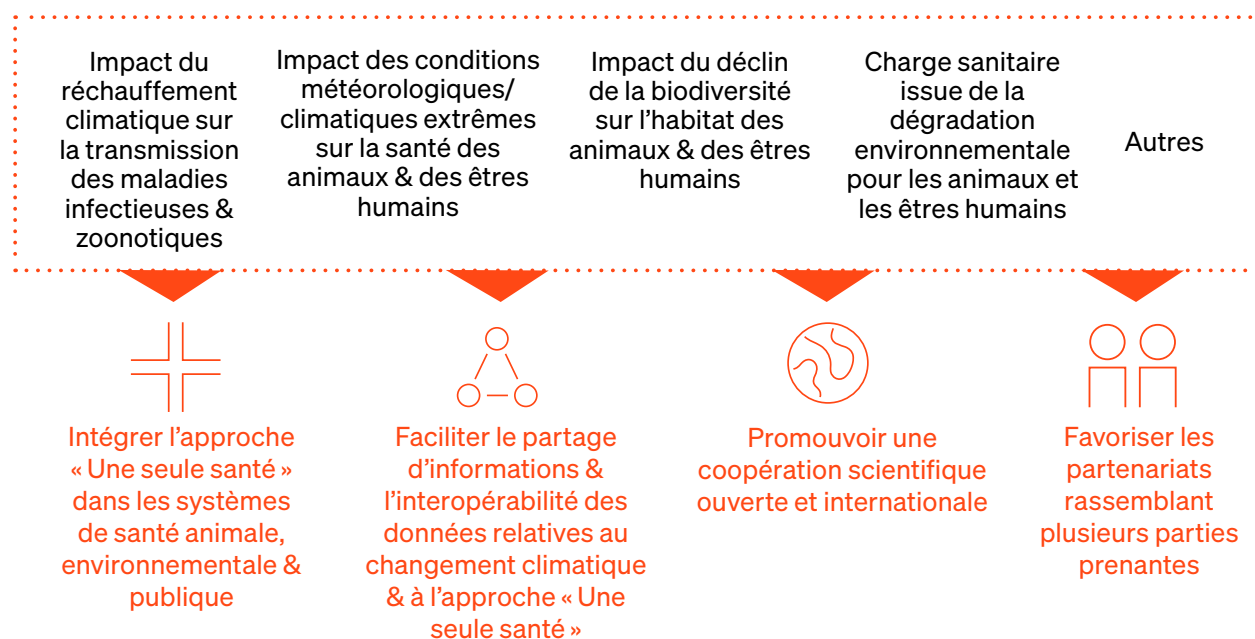 Impact du
réchauffement
climatique sur
la transmission
des maladies
infectieuses &
zoonotiques
Impact des conditions
météorologiques/
climatiques extrêmes
sur la santé des
animaux & des êtres
humains
Impact du déclin
de la biodiversité
sur l’habitat des
animaux & des êtres
humains
Charge sanitaire
issue de la
dégradation
environnementale
pour les animaux et
les êtres humains
Autres
Intégrer l’approche
« Une seule santé »
dans les systèmes
de santé animale,
environnementale &
publique
Faciliter le partage
d’informations &
l’interopérabilité des
données relatives au
changement climatique
& à l’approche « Une
seule santé »
Promouvoir une
coopération scientifique
ouverte et internationale
Favoriser les
partenariats
rassemblant
plusieurs parties
prenantes